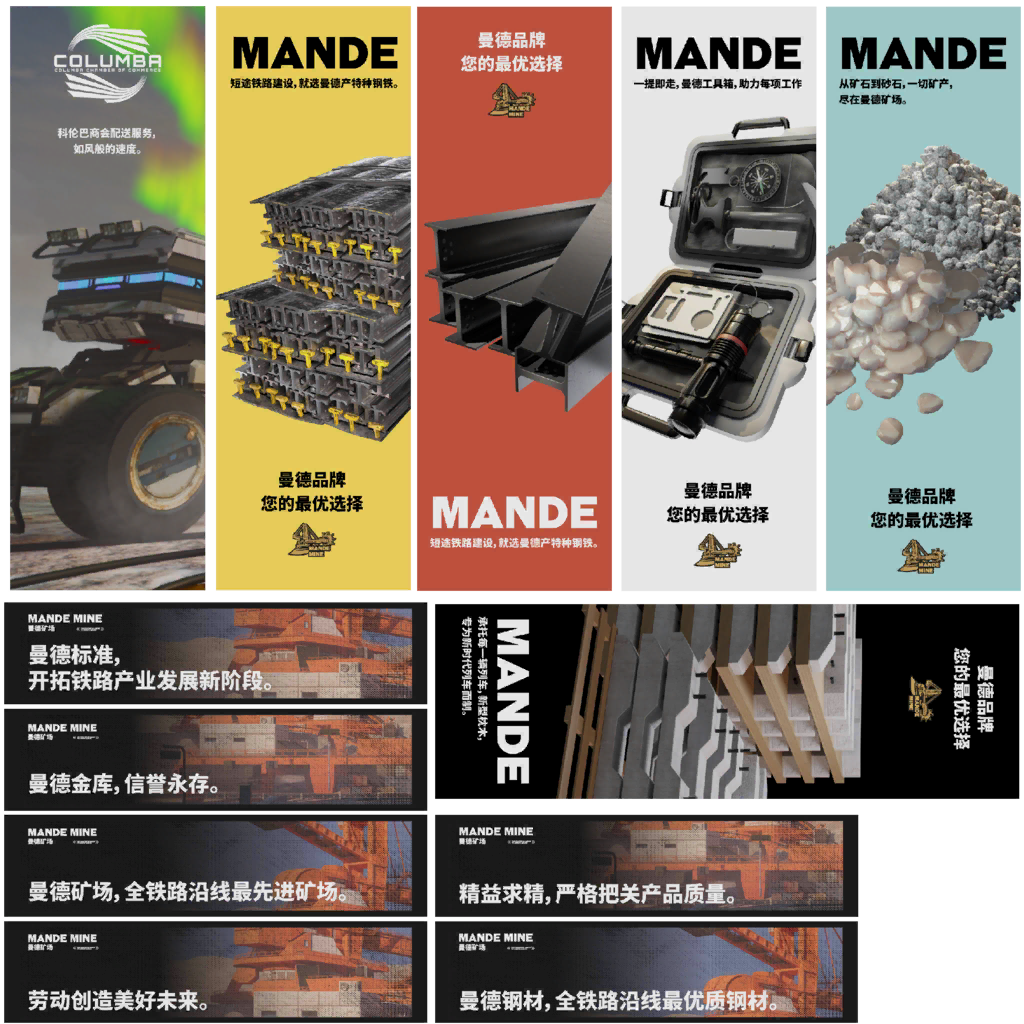 COLUMBA
COLUMBA CHAMBER OF COMMERCE
科伦巴商会配送服务，
如风般的速度。
MANDE
短途铁路建设，就选曼德产特种钢铁。
曼德品牌
您的最优选择
MANDE
MINE
曼德品牌
您的最优选择
MANDE
MINE
MANDE
短途铁路建设，就选曼德产特种钢铁。
MANDE
一提即走，曼德工具箱，助力每项工作
曼德品牌
您的最优选择
MANDE
MINE
MANDE
从矿石到砂石，一切矿产，
尽在曼德矿场。
曼德品牌
您的最优选择
MANDE
MINE
MANDE MINE
曼德矿场
曼德标准，
开拓铁路产业发展新阶段。
MANDE MINE
曼德矿场
曼德金库，信誉永存。
MANDE MINE
曼德矿场
曼德矿场，全铁路沿线最先进矿场。
MANDE MINE
曼德矿场
劳动创造美好未来。
MANDE
承托每一辆列车，新型枕木，
专为新时代列车而制。
曼德品牌
您的最优选择
MANDE
MINE
MANDE MINE
曼德矿场
精益求精，严格把关产品质量。
MANDE MINE
曼德矿场
曼德钢材，全铁路沿线最优质钢材。